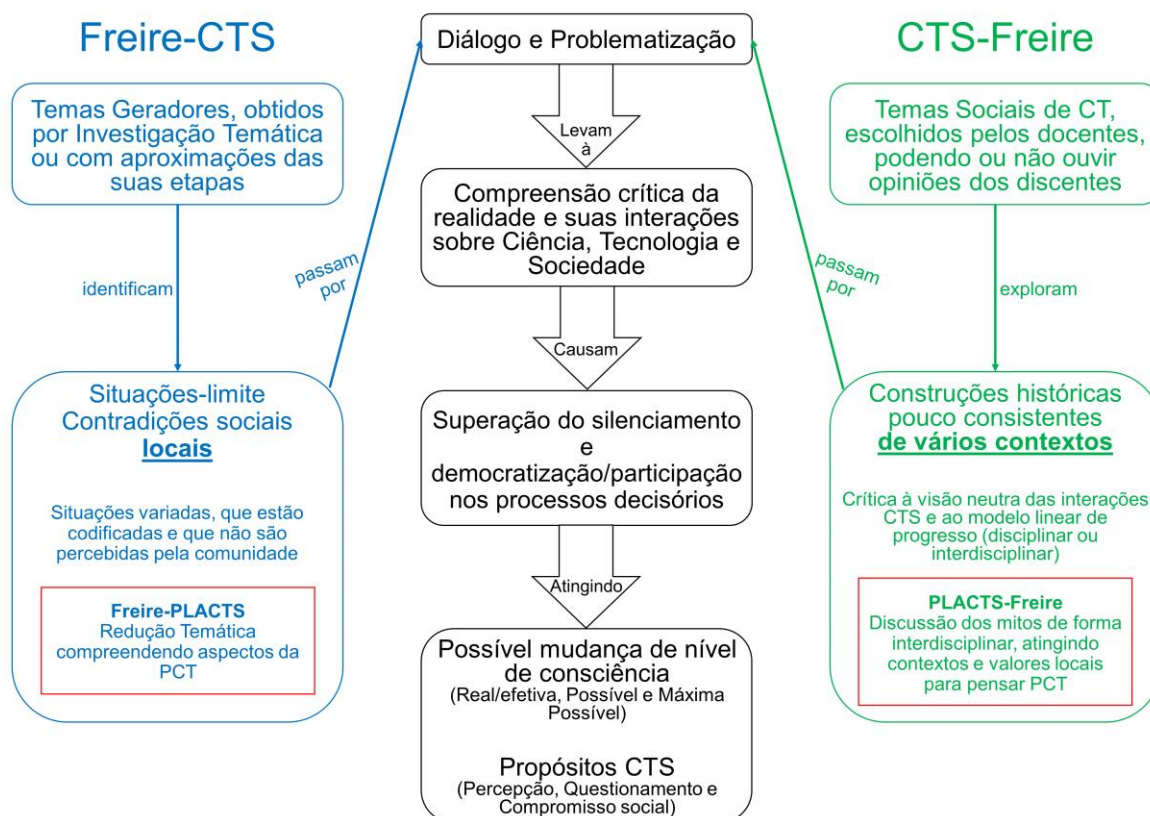 Freire-CTS
Temas Geradores, obtidos
por Investigação Temática
ou com aproximações das
suas etapas
identificam
Situações-limite
Contradições sociais
locais
Situações variadas, que estão
codificadas e que não são
percebidas pela comunidade
Freire-PLACTS
Redução Temática
compreendendo aspectos da
PCT
passam
por
Diálogo e Problematização
Levam
à
Compreensão crítica da
realidade e suas interações
sobre Ciência, Tecnologia e
Sociedade
Causam
Superação do silenciamento
e
democratização/participação
nos processos decisórios
Atingindo
Possível mudança de nível
de consciência
(Real/efetiva, Possível e Máxima
Possível)
Propósitos CTS
(Percepção, Questionamento e
Compromisso social)
CTS-Freire
Temas Sociais de CT,
escolhidos pelos docentes,
podendo ou não ouvir
opiniões dos discentes
exploram
passam
por
Construções históricas
pouco consistentes
de vários contextos
Crítica à visão neutra das interações
CTS e ao modelo linear de
progresso (disciplinar ou
interdisciplinar)
PLACTS-Freire
Discussão dos mitos de forma
interdisciplinar, atingindo
contextos e valores locais
para pensar PCT